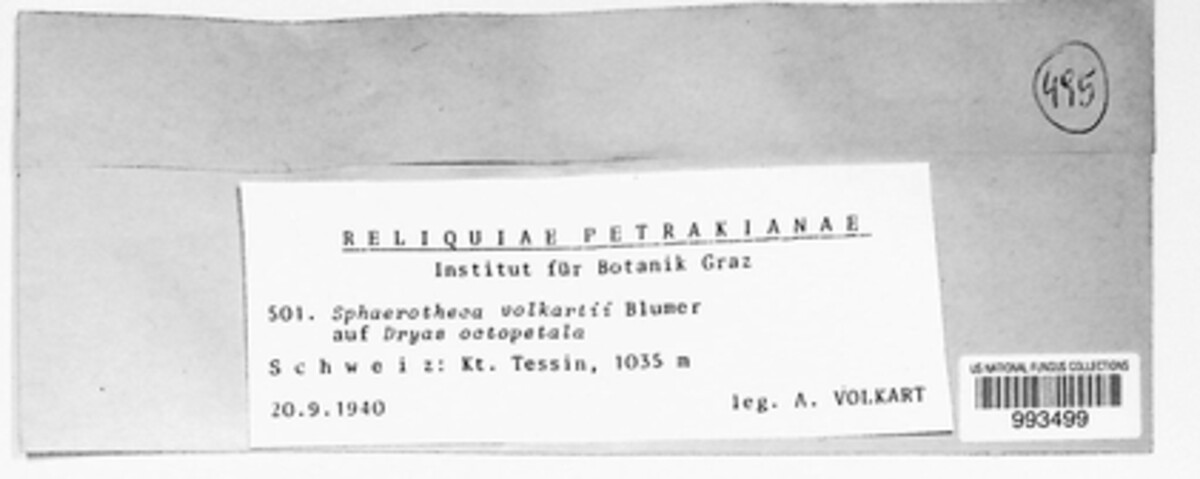 495
RELIQUIAE PETRAKIANAE
Institut für Botanik Graz
501. Sphaerotheca volkartii Blumer
auf Dryas octopetala
Schweiz: Kt. Tessin, 1035 m
20.9.1940 leg. A. VOLKART
US NATIONAL FUNGUS COLLECTIONS
993499